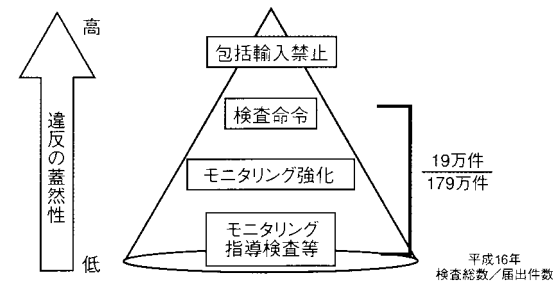 高
違反の蓋然性
低
包括輸入禁止
検査命令
モニタリング強化
モニタリング
指導検査等
19万件
179万件
平成16年
検査総数／届出件数